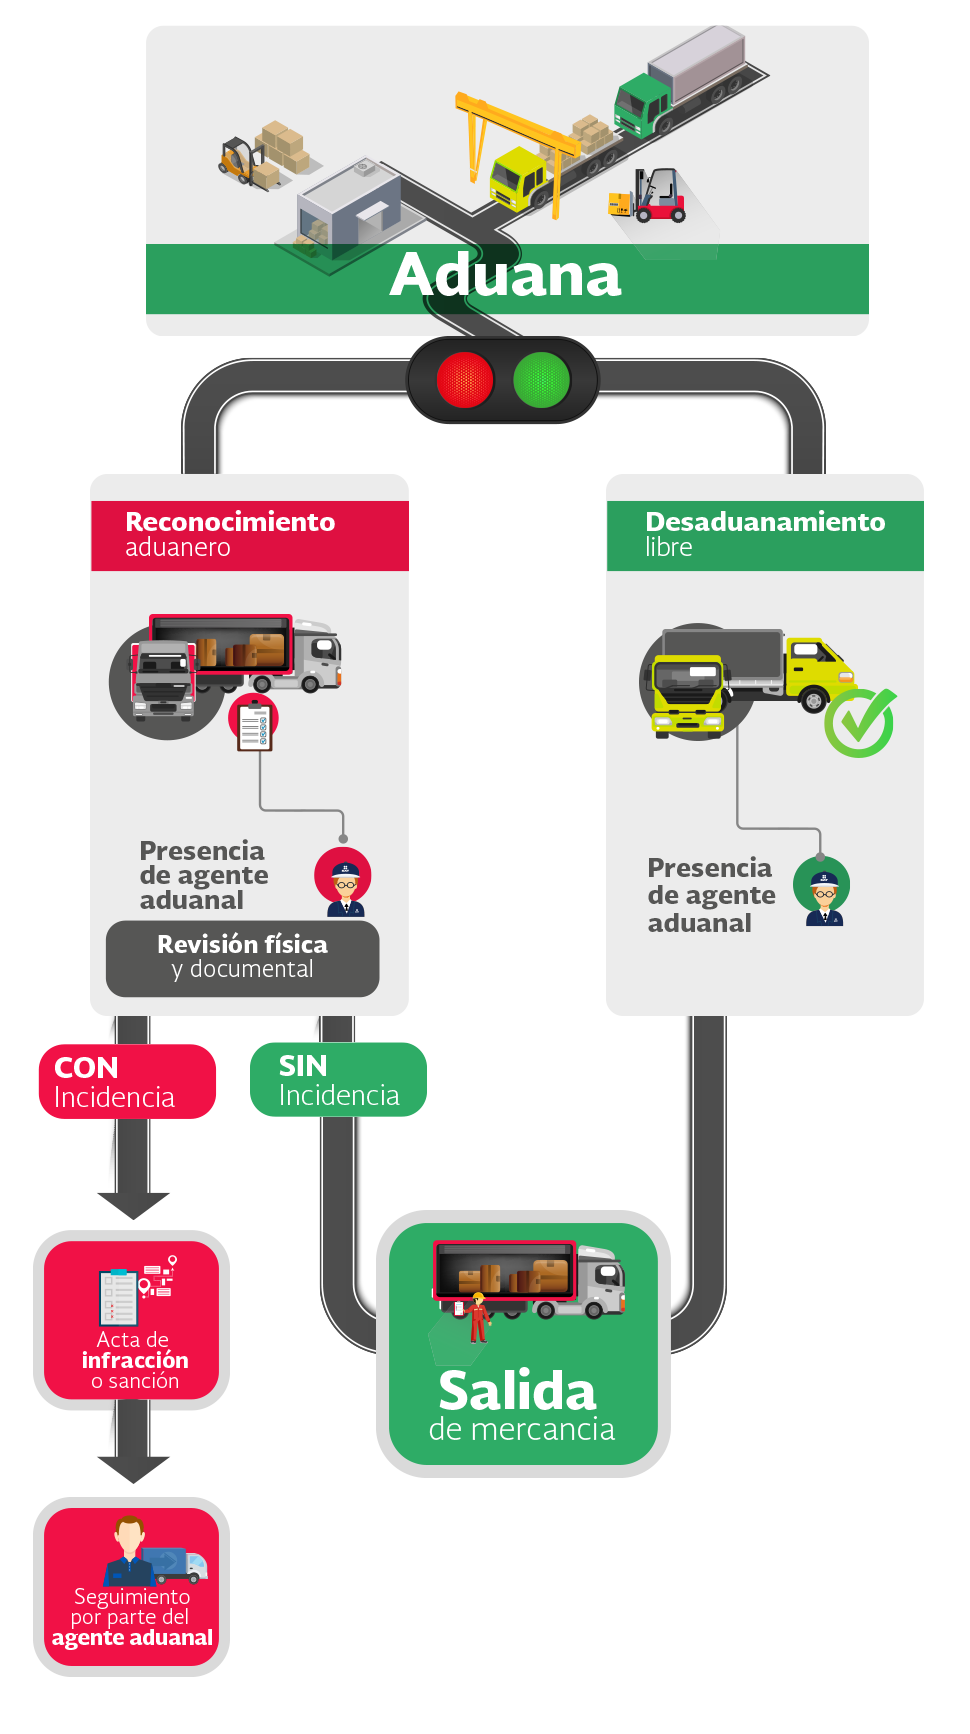 Aduana
Reconocimiento
aduanero
Desaduanamiento
libre
Presencia
de agente
aduanal
Revisión física
y documental
Presencia
de agente
aduanal
CON
Incidencia
SIN
Incidencia
Acta de
infracción
o sanción
Salida
de mercancia
Seguimiento
por parte del
agente aduanal